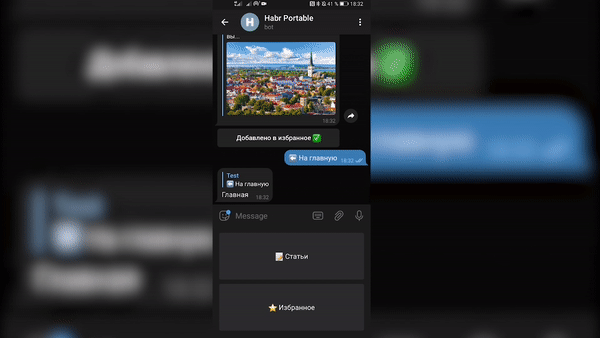 41 % 18:32
Habr Portable
bot
вы...
18:32
Добавлено в избранное ✅
На главную 18:32
Test
На главную
Главная 18:32
Message
Статьи
⭐ Избранное